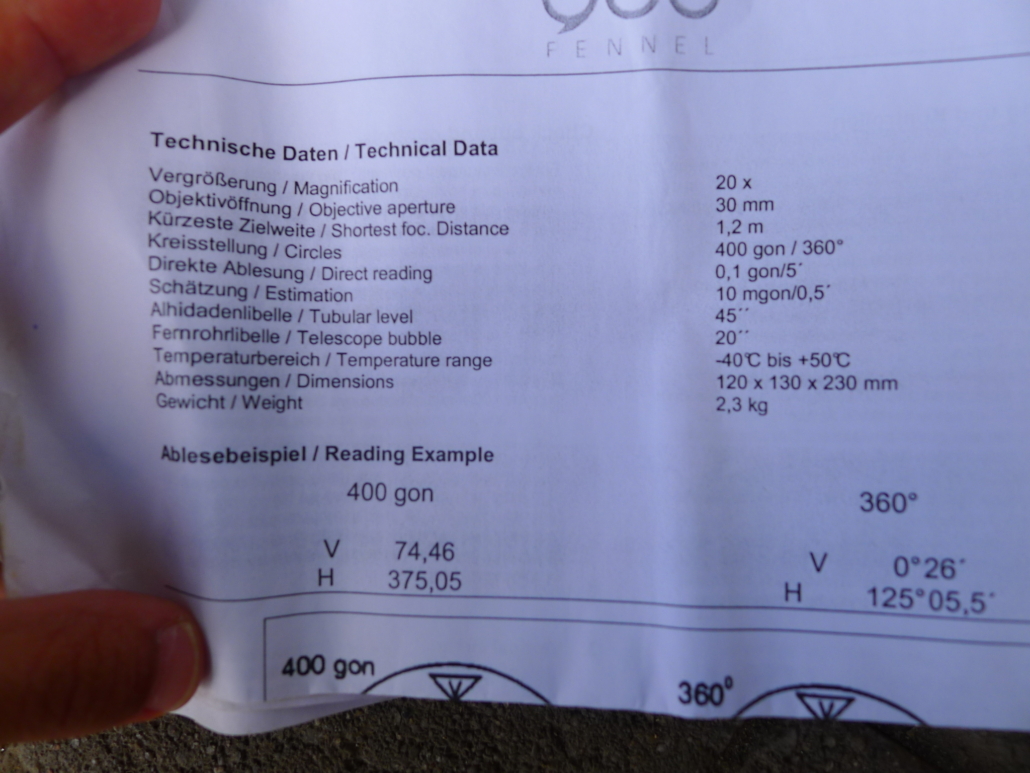 FENNEL
Technische Daten / Technical Data
Vergrößerung / Magnification 20 x
Objektivöffnung / Objective aperture 30 mm
Kürzeste Zielweite / Shortest foc. Distance 1,2 m
Kreisstellung / Circles 400 gon / 360°
Direkte Ablesung / Direct reading 0,1 gon/5´
Schätzung / Estimation 10 mgon/0,5´
Alhidadenlibelle / Tubular level 45´´
Fernrohrlibelle / Telescope bubble 20´´
Temperaturbereich / Temperature range -40°C bis +50°C
Abmessungen / Dimensions 120 x 130 x 230 mm
Gewicht / Weight 2,3 kg
Ablesebeispiel / Reading Example
400 gon 360°
V 74,46 V 0°26´
H 375,05 H 125°05,5´
400 gon V 360° V